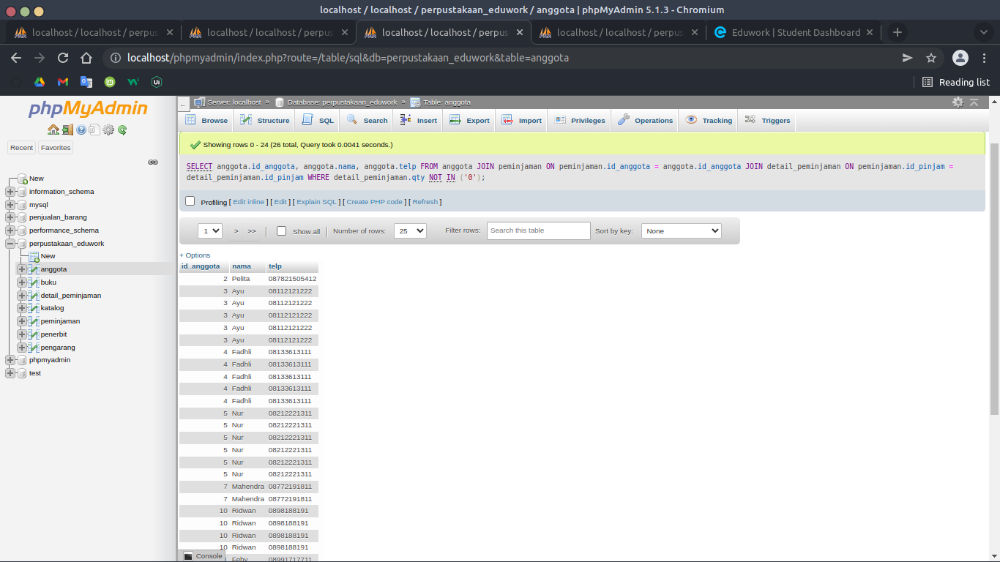 localhost / localhost / perpustakaan_eduwork / anggota | phpMyAdmin 5.1.3 - Chromium
localhost / localhost / perpus localhost / localhost / perpus localhost / localhost / perpus localhost / localhost / perpus Eduwork | Student Dashboard
localhost/phpmyadmin/index.php?route=/table/sql&db=perpustakaan_eduwork&table=anggota
Reading list
phpMyAdmin
Recent Favorites
New
information_schema
mysql
penjualan_barang
performance_schema
perpustakaan_eduwork
New
anggota
buku
detail_peminjaman
katalog
peminjaman
penerbit
pengarang
phpmyadmin
test
Server: localhost » Database: perpustakaan_eduwork » Table: anggota
Browse Structure SQL Search Insert Export Import Privileges Operations Tracking Triggers
Showing rows 0 - 24 (26 total, Query took 0.0041 seconds.)
SELECT anggota.id_anggota, anggota.nama, anggota.telp FROM anggota JOIN peminjaman ON peminjaman.id_anggota = anggota.id_anggota JOIN detail_peminjaman ON peminjaman.id_pinjam =
detail_peminjaman.id_pinjam WHERE detail_peminjaman.qty NOT IN ('0');
Profiling [ Edit inline ] [ Edit ] [ Explain SQL ] [ Create PHP code ] [ Refresh ]
1 > >> | Show all | Number of rows: 25 Filter rows: Search this table Sort by key: None
+ Options
id_anggota nama telp
2 Pelita 087821505412
3 Ayu 08112121222
3 Ayu 08112121222
3 Ayu 08112121222
3 Ayu 08112121222
3 Ayu 08112121222
4 Fadhli 08133613111
4 Fadhli 08133613111
4 Fadhli 08133613111
4 Fadhli 08133613111
4 Fadhli 08133613111
5 Nur 08212221311
5 Nur 08212221311
5 Nur 08212221311
5 Nur 08212221311
5 Nur 08212221311
5 Nur 08212221311
7 Mahendra 08772191811
7 Mahendra 08772191811
10 Ridwan 0898188191
10 Ridwan 0898188191
10 Ridwan 0898188191
10 Ridwan 0898188191
Feby 08991717711
Console